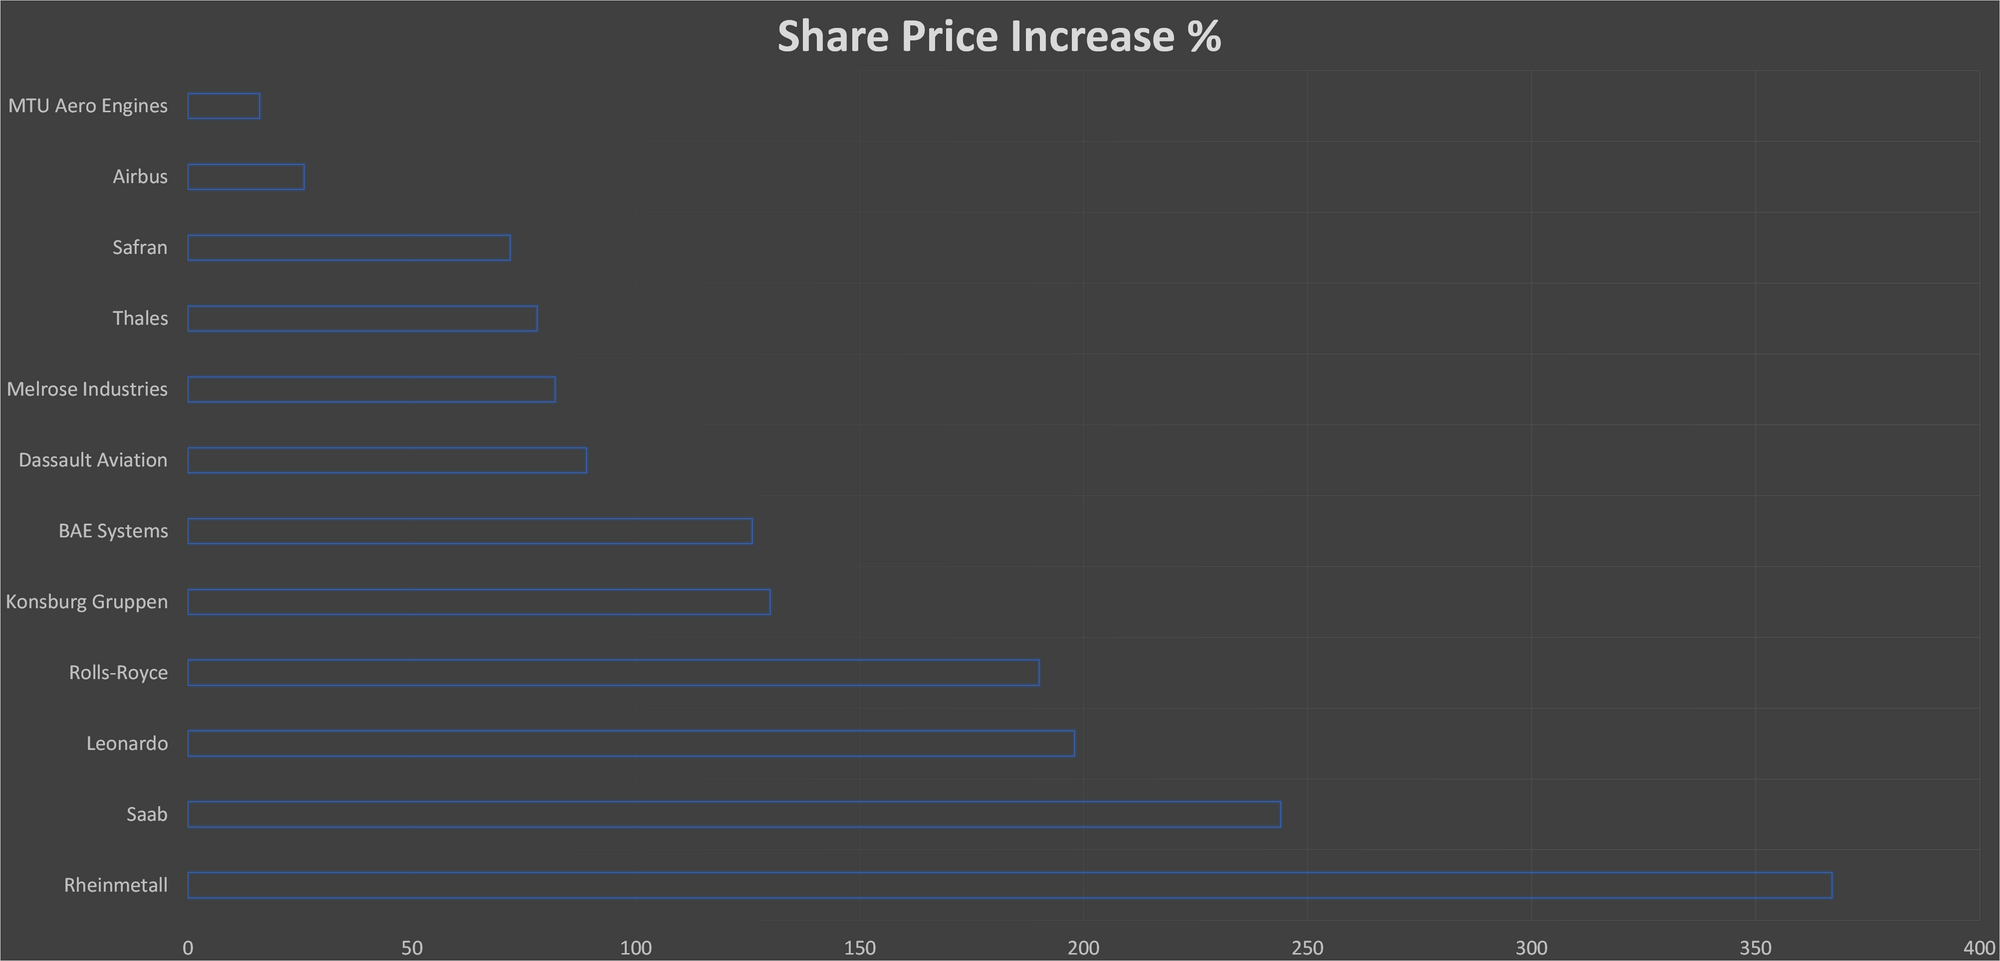 Share Price Increase %
MTU Aero Engines
Airbus
Safran
Thales
Melrose Industries
Dassault Aviation
BAE Systems
Konsburg Gruppen
Rolls-Royce
Leonardo
Saab
Rheinmetall
0 50 100 150 200 250 300 350 400